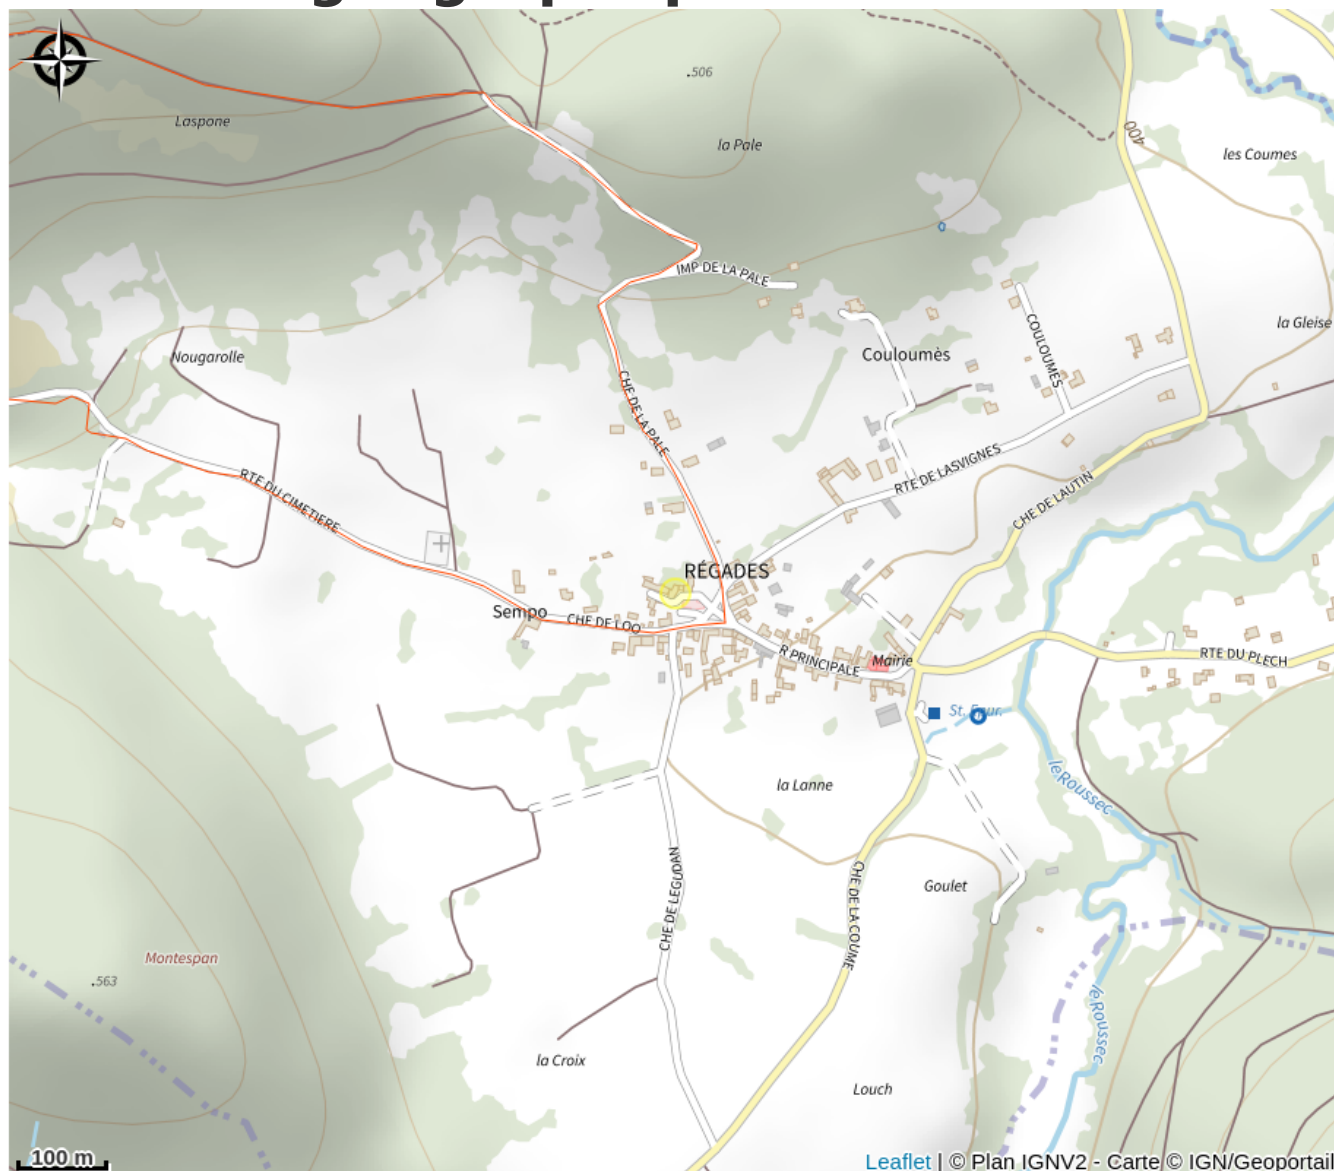 .506
Laspone
la Pale
400
les Coumes
IMP DE LA PALE
COULOUMES
la Gleise
Nougarolle
Couloumès
CHE DE LA PALE
RTE DE LASVIGNES
RTE DU CIMETIERE
CHE DE LAUTIN
RÉGADES
Sempo
CHE DE LOO
R PRINCIPALE
Mairie
RTE DU PLECH
St. Epur.
la Lanne
le Roussec
CHE DE LEGUDAN
CHE DE LA COUME
Goulet
Montespan
.563
le Roussec
la Croix
Louch
100 m
Leaflet | © Plan IGNV2 - Carte © IGN/Geoportail